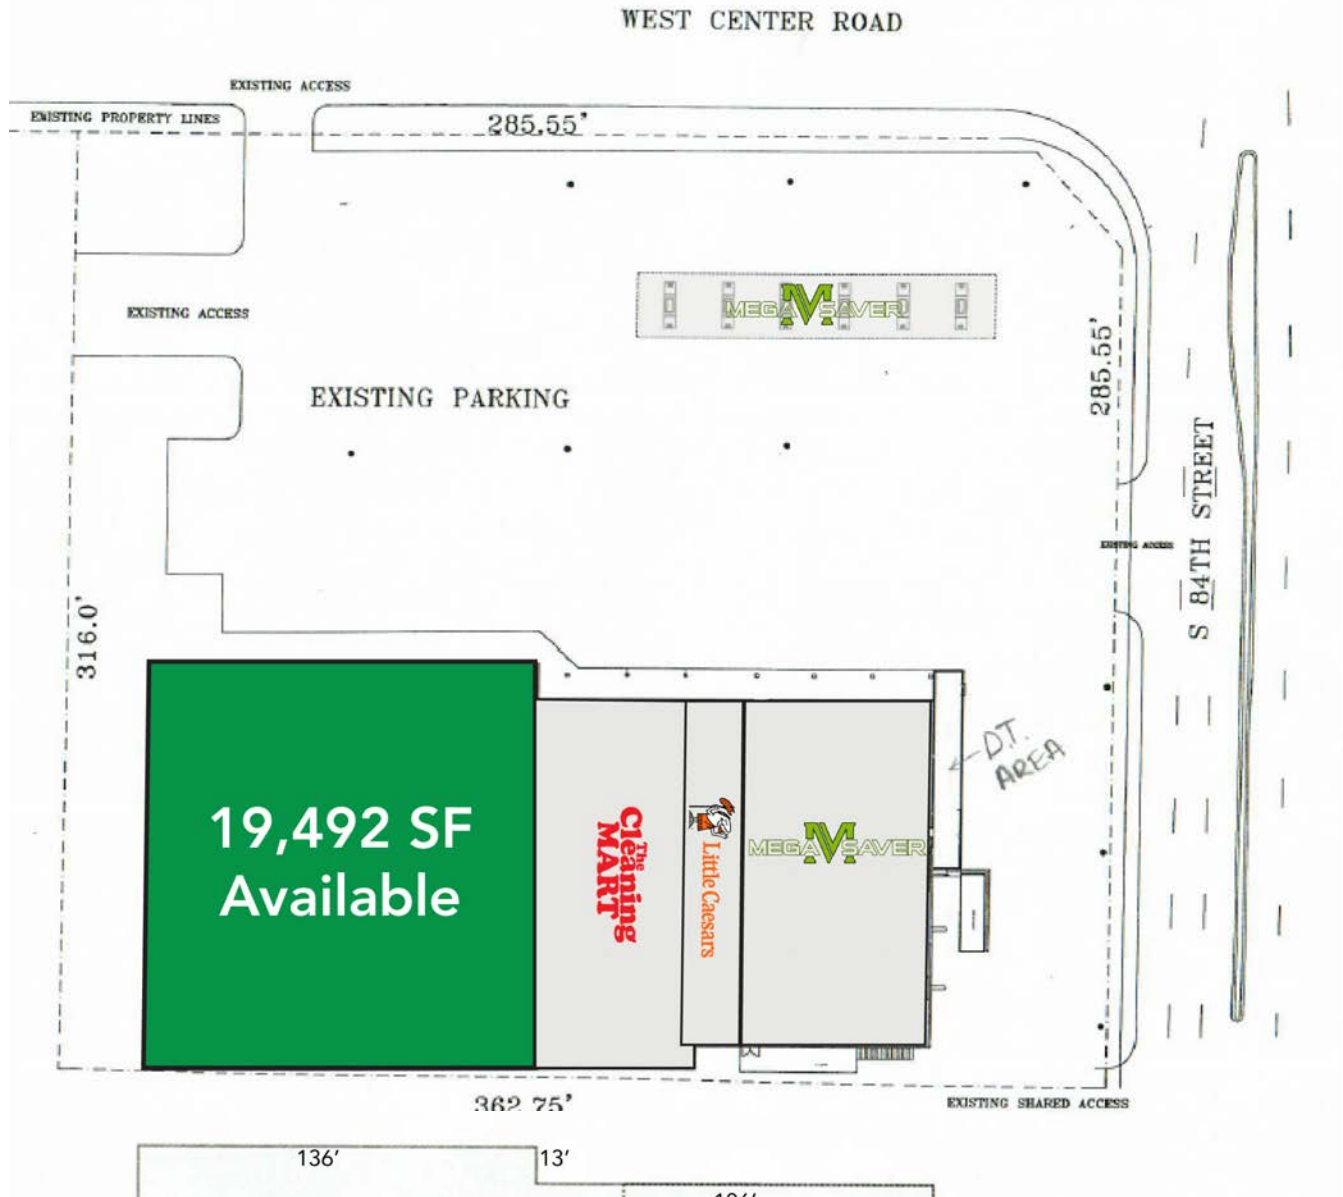 WEST CENTER ROAD
EXISTING ACCESS
EXISTING PROPERTY LINES
285.55'
EXISTING ACCESS
MEGA SAVER
EXISTING PARKING
285.55'
S 84TH STREET
EXISTING ACCESS
316.0'
D.T.
AREA
19,492 SF
Available
The
Cleaning
MART
Little Caesars
MEGA SAVER
362.75'
EXISTING SHARED ACCESS
136'
13'